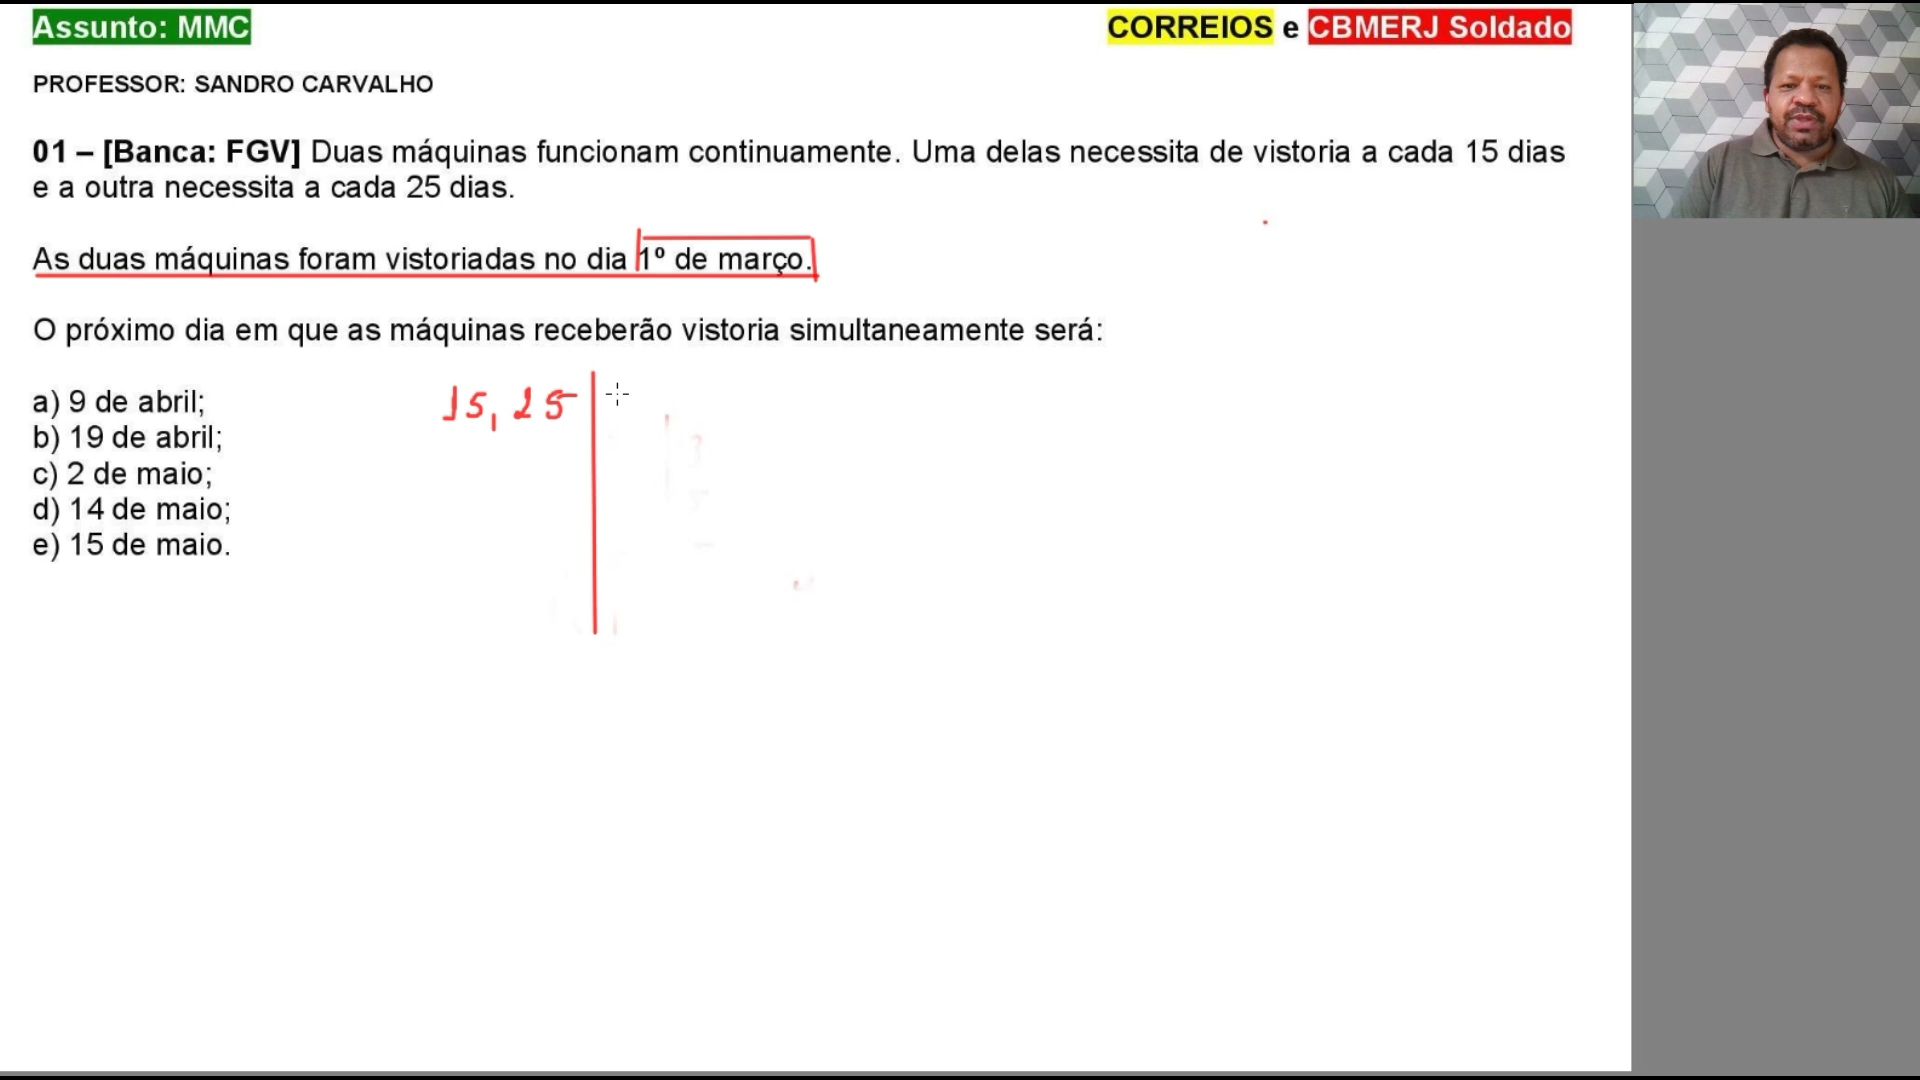 Assunto: MMC
CORREIOS e CBMERJ Soldado
PROFESSOR: SANDRO CARVALHO
01 – [Banca: FGV] Duas máquinas funcionam continuamente. Uma delas necessita de vistoria a cada 15 dias
e a outra necessita a cada 25 dias.
As duas máquinas foram vistoriadas no dia 1º de março.
O próximo dia em que as máquinas receberão vistoria simultaneamente será:
a) 9 de abril;
b) 19 de abril;
c) 2 de maio;
d) 14 de maio;
e) 15 de maio.
15, 25